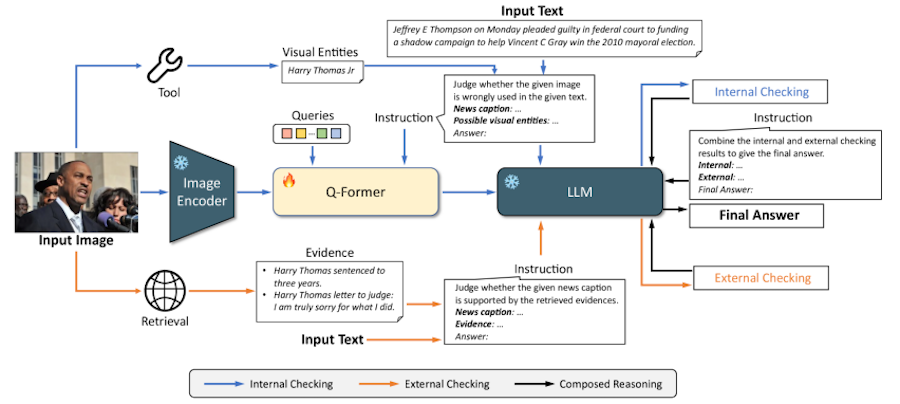 Input Text
Jeffrey E Thompson on Monday pleaded guilty in federal court to funding
a shadow campaign to help Vincent C Gray win the 2010 mayoral election.
Visual Entities
Harry Thomas Jr
Tool
Judge whether the given image
is wrongly used in the given text.
News caption: ...
Possible visual entities: ...
Answer:
Internal Checking
Queries
...
Instruction
Instruction
Combine the internal and external checking
results to give the final answer.
Internal: ...
External: ...
Final Answer:
Image
Encoder
Q-Former
LLM
Final Answer
Input Image
Evidence
• Harry Thomas sentenced to
three years.
• Harry Thomas letter to judge:
I am truly sorry for what I did.
Retrieval
Instruction
Judge whether the given news caption
is supported by the retrieved evidences.
News caption: ...
Evidence: ...
Answer:
External Checking
Input Text
Internal Checking
External Checking
Composed Reasoning